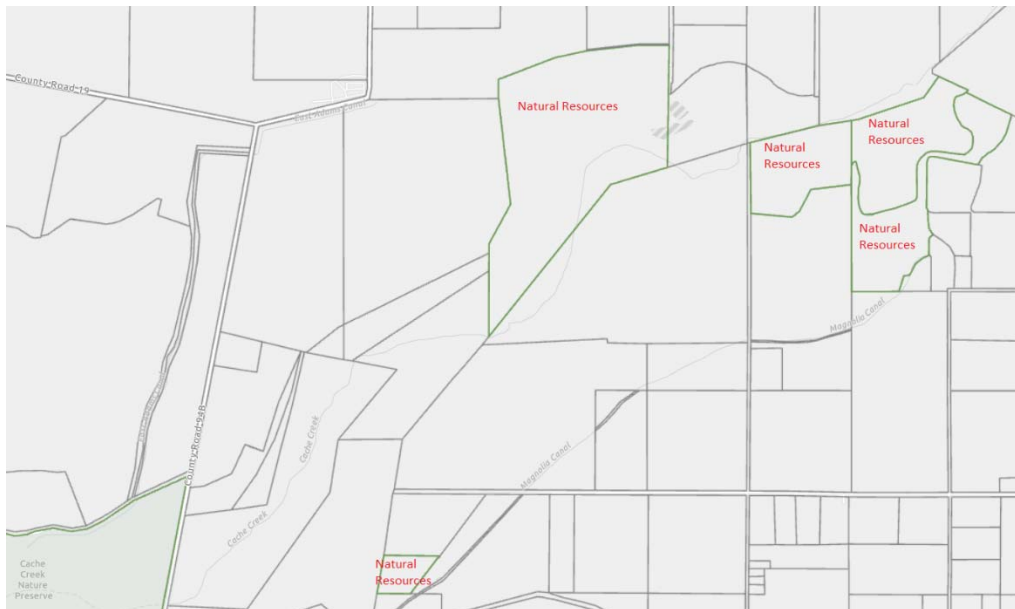 County Road 19
East Adams Canal
Natural Resources
Natural
Resources
Natural
Resources
Natural
Resources
Magnolia Canal
County Road 94B
Cache Creek
Magnolia Canal
Cache Creek
Cache
Creek
Nature
Preserve
Natural
Resources